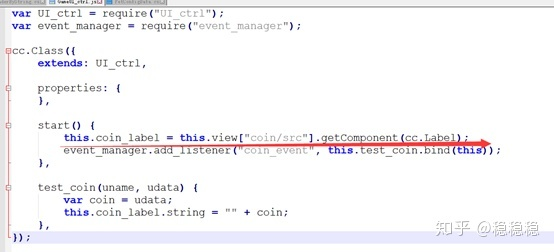 var UI_ctrl = require("UI_ctrl");
var event_manager = require("event_manager");
cc.Class({
extends: UI_ctrl,
properties: {
},
start() {
this.coin_label = this.view["coin/src"].getComponent(cc.Label);
event_manager.add_listener("coin_event", this.test_coin.bind(this));
},
test_coin(uname, udata) {
var coin = udata;
this.coin_label.string = "" + coin;
},
});
知乎 @稳稳稳